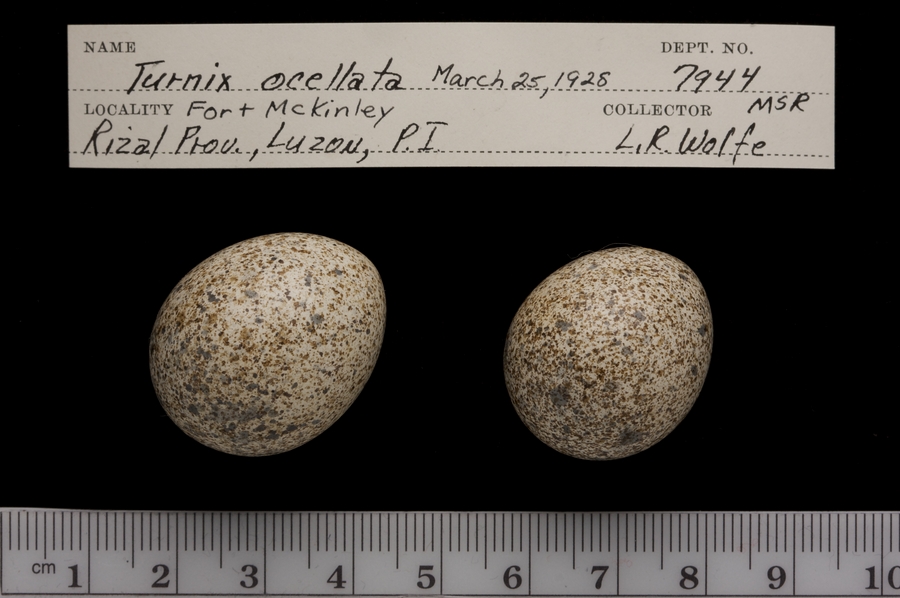 NAME DEPT. NO.
Turnix ocellata March 25, 1928 7944
LOCALITY Fort McKinley COLLECTOR MSR
Rizal Prov., Luzon, P.I. L.R. Wolfe
cm 1 2 3 4 5 6 7 8 9 10